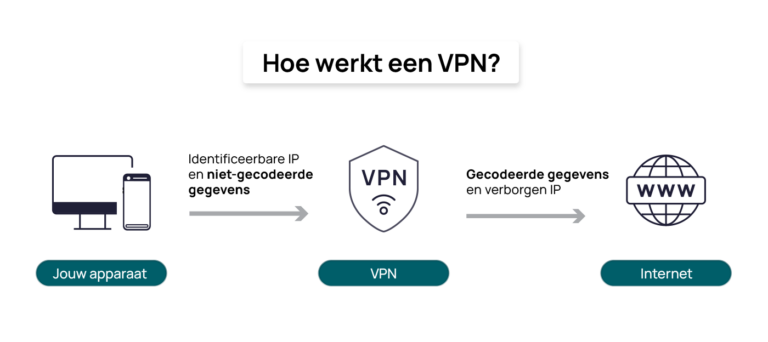 Hoe werkt een VPN?
Identificeerbare IP
en niet-gecodeerde
gegevens
VPN
Gecodeerde gegevens
en verborgen IP
WWW
Jouw apparaat
VPN
Internet